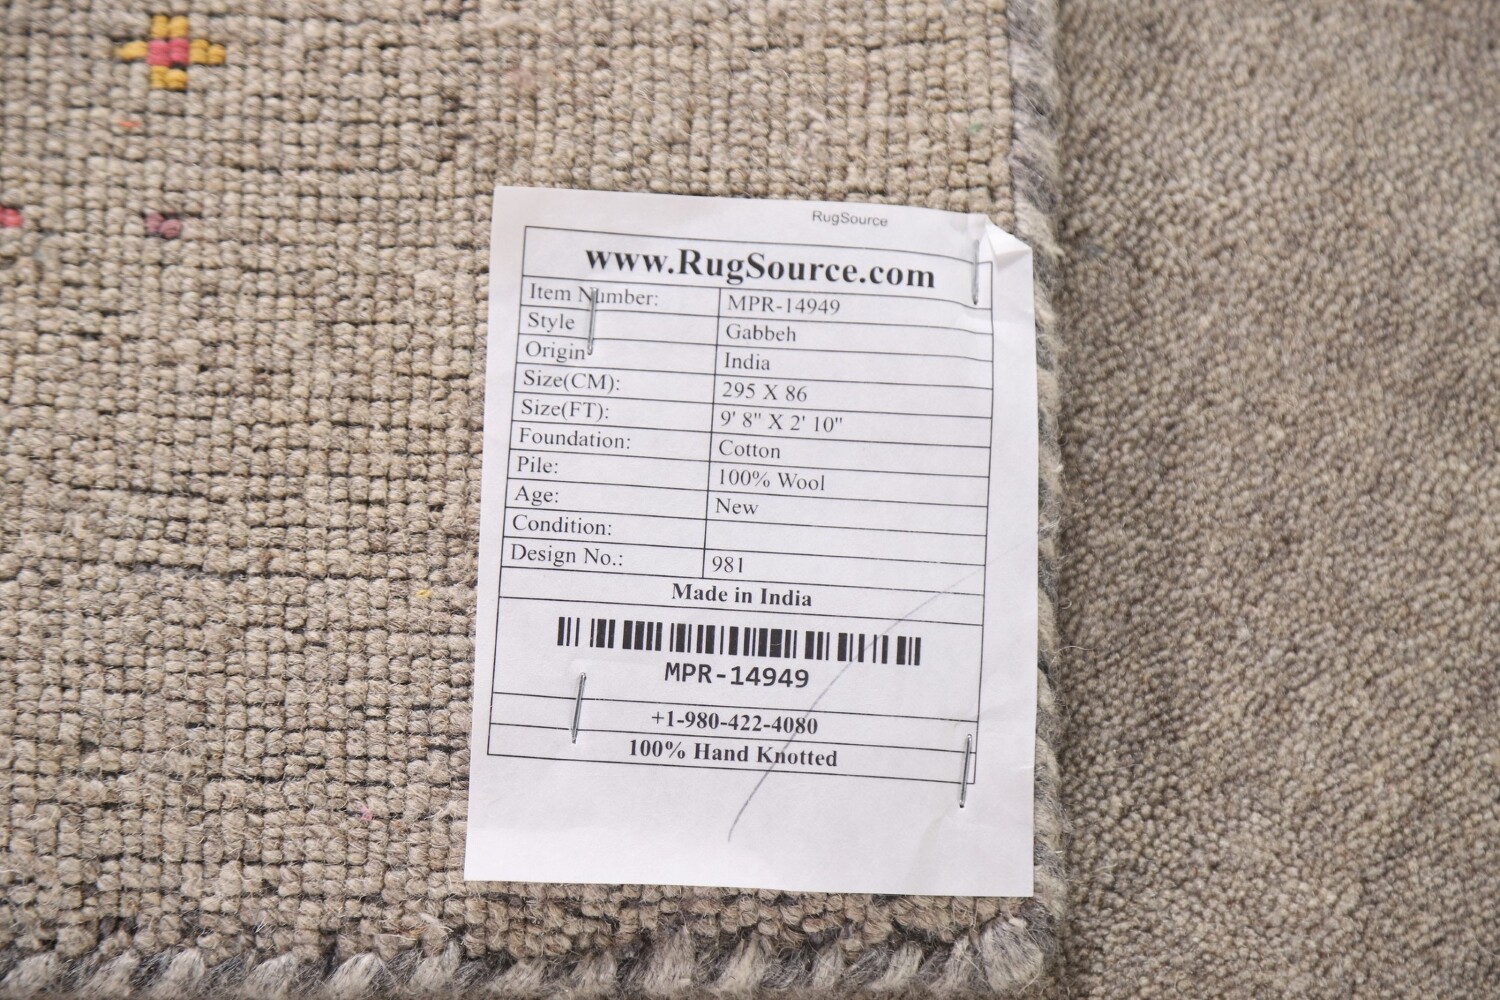 RugSource
www.RugSource.com
Item Number: MPR-14949
Style Gabbeh
Origin India
Size(CM): 295 X 86
Size(FT): 9' 8" X 2' 10"
Foundation: Cotton
Pile: 100% Wool
Age: New
Condition:
Design No.: 981
Made in India
MPR-14949
+1-980-422-4080
100% Hand Knotted